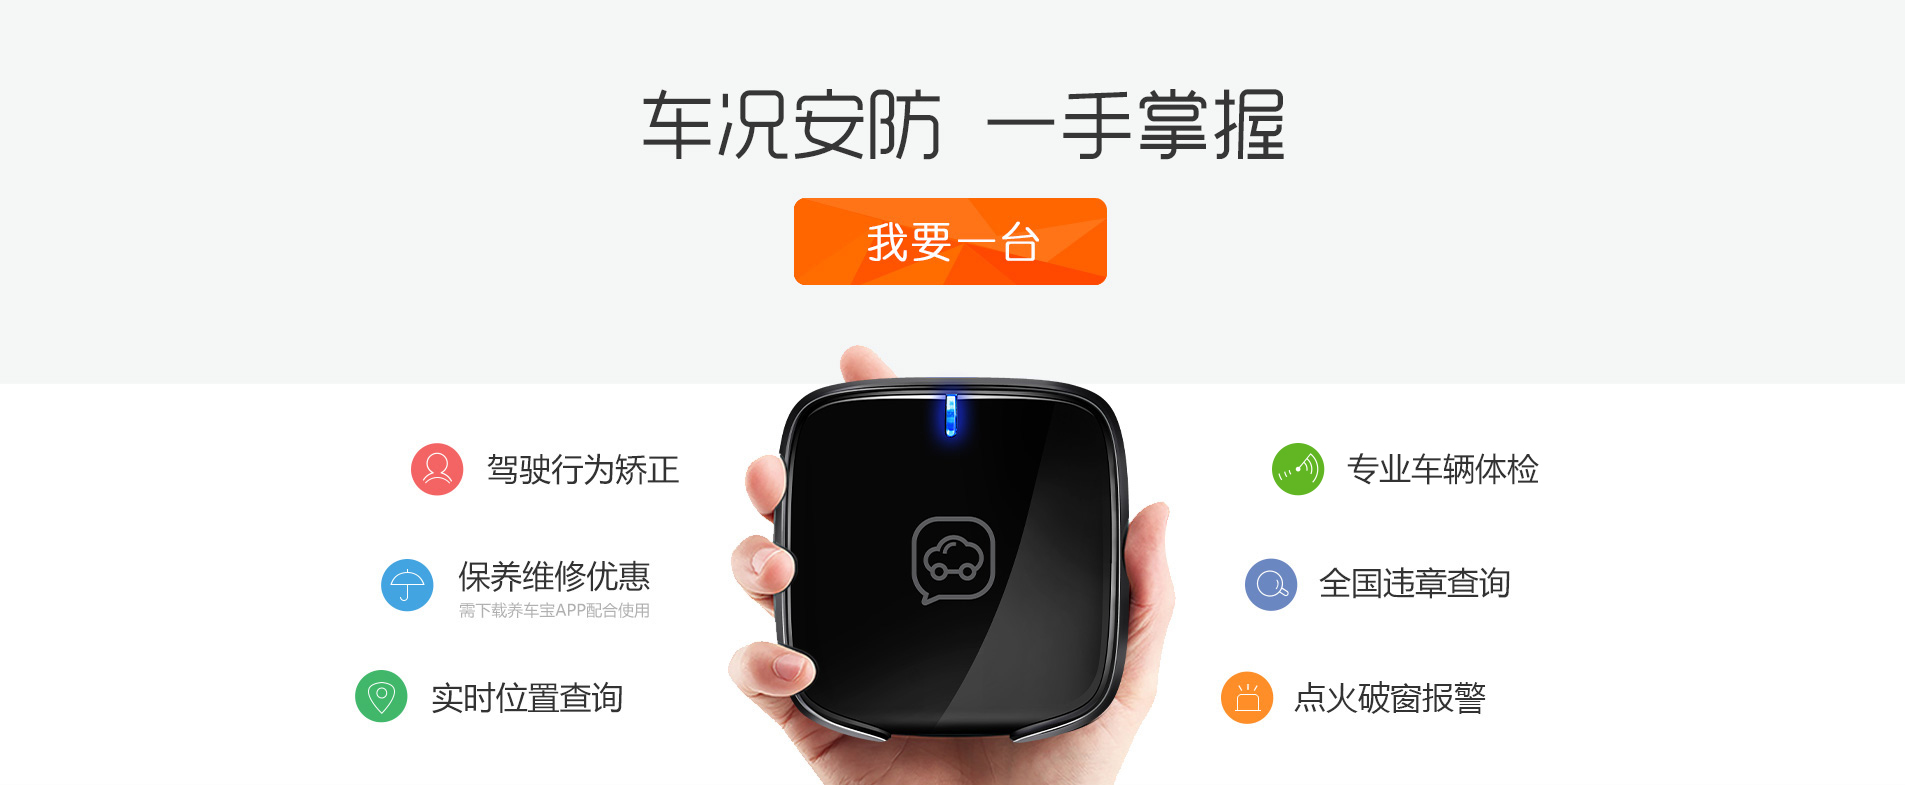 车况安防 一手掌握
我要一台
驾驶行为矫正
保养维修优惠
需下载养车宝APP配合使用
实时位置查询
专业车辆体检
全国违章查询
点火破窗报警